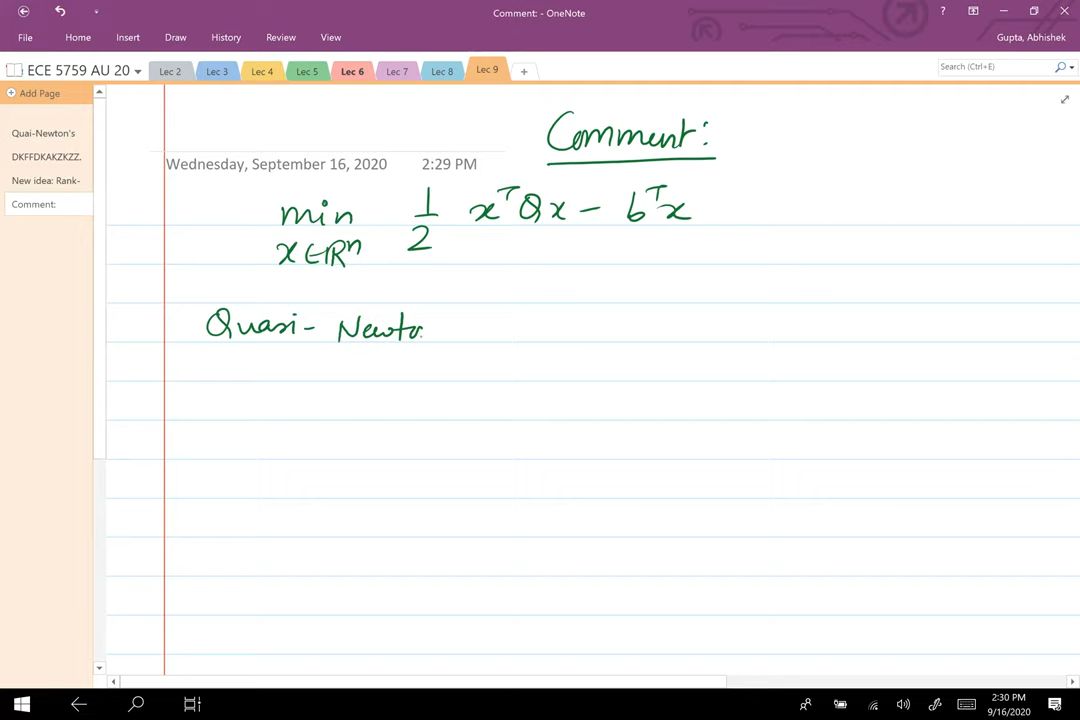 Comment: - OneNote
File Home Insert Draw History Review View
Gupta, Abhishek
ECE 5759 AU 20
Lec 2 Lec 3 Lec 4 Lec 5 Lec 6 Lec 7 Lec 8 Lec 9
Search (Ctrl+E)
Add Page
Quai-Newton's
DKFFDKAKZKZZ.
New idea: Rank-
Comment:
Comment:
Wednesday, September 16, 2020 2:29 PM
min 1/2 x^T Q x - b^T x
x∈R^n
Quasi - Newto
2:30 PM
9/16/2020